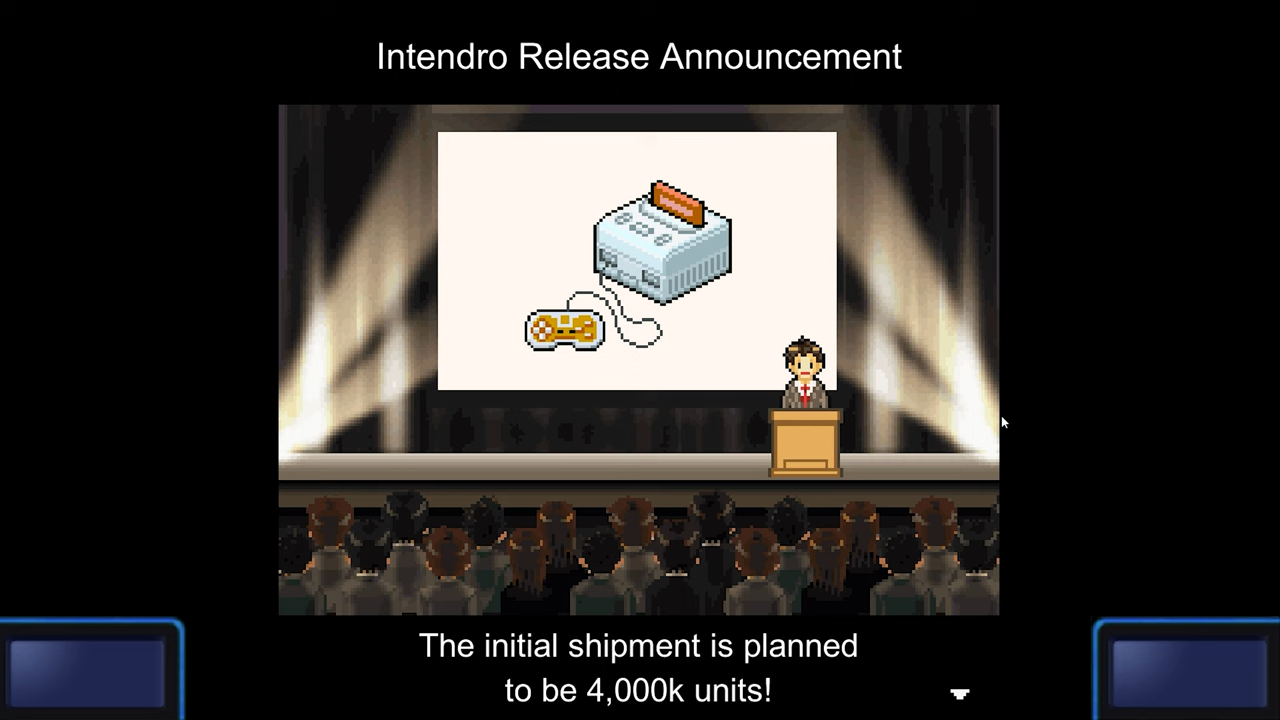 Intendro Release Announcement
The initial shipment is planned
to be 4,000k units!